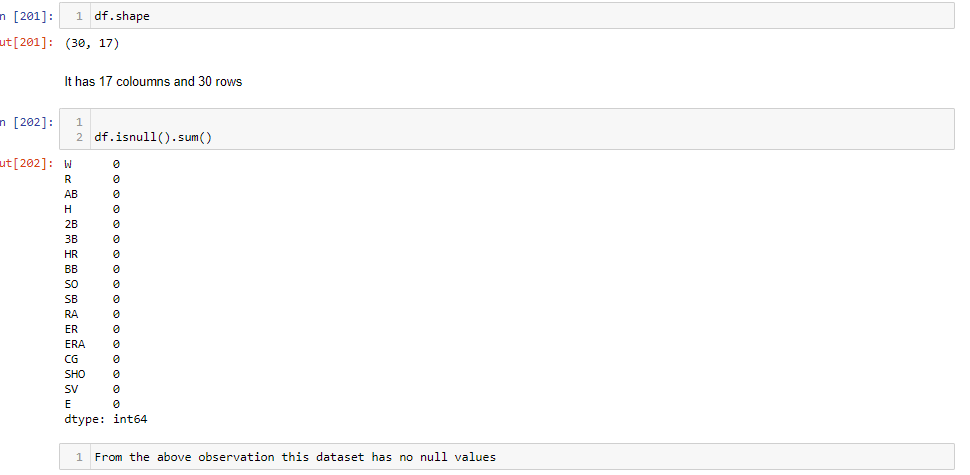 n [201]: 1 df.shape
ut[201]: (30, 17)
It has 17 coloumns and 30 rows
n [202]: 1
2 df.isnull().sum()
ut[202]: W 0
R 0
AB 0
H 0
2B 0
3B 0
HR 0
BB 0
SO 0
SB 0
RA 0
ER 0
ERA 0
CG 0
SHO 0
SV 0
E 0
dtype: int64
1 From the above observation this dataset has no null values